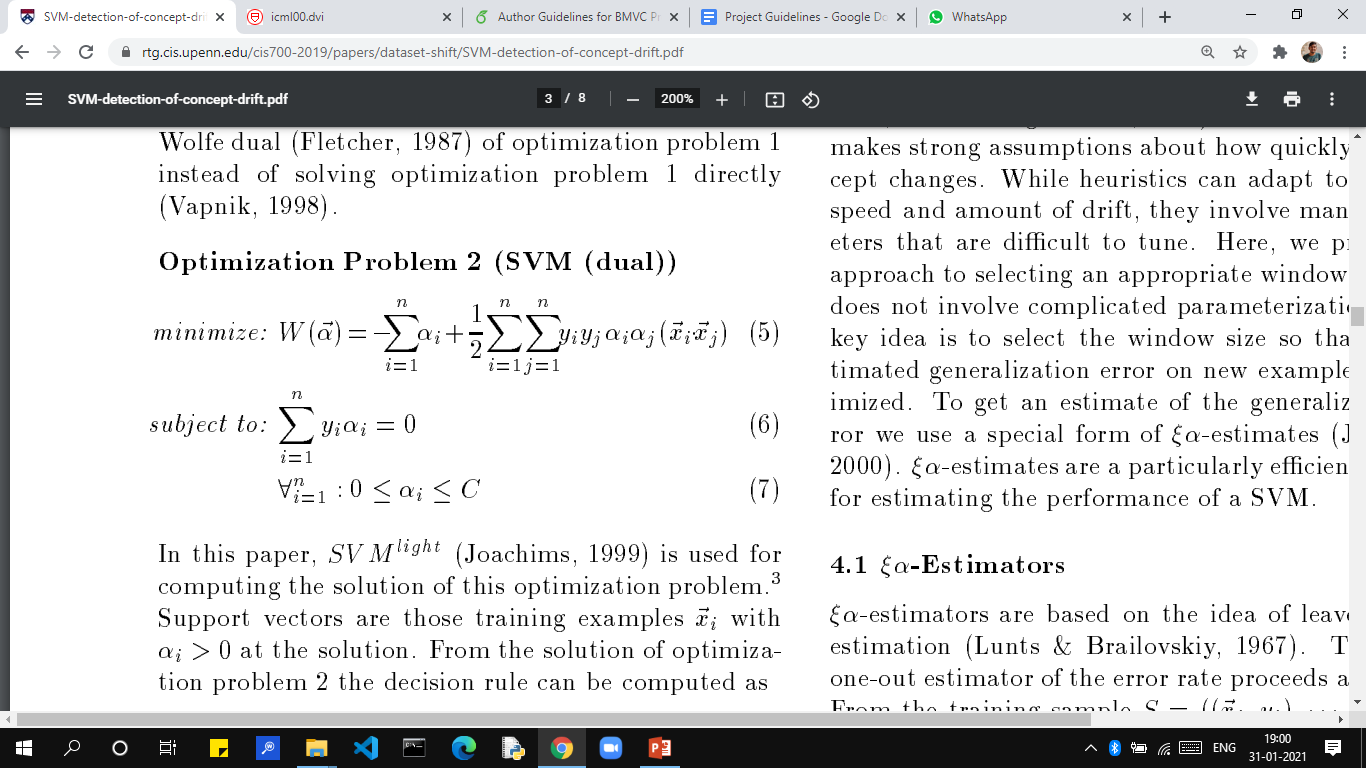 SVM-detection-of-concept-dri
icml00.dvi
Author Guidelines for BMVC Pr
Project Guidelines - Google Do
WhatsApp
rtg.cis.upenn.edu/cis700-2019/papers/dataset-shift/SVM-detection-of-concept-drift.pdf
SVM-detection-of-concept-drift.pdf
3 / 8
200%
Wolfe dual (Fletcher, 1987) of optimization problem 1
instead of solving optimization problem 1 directly
(Vapnik, 1998).
Optimization Problem 2 (SVM (dual))
minimize: W(α⃗) = −∑_{i=1}^{n} α_i + 1/2 ∑_{i=1}^{n} ∑_{j=1}^{n} y_i y_j α_i α_j (x⃗_i·x⃗_j) (5)
subject to: ∑_{i=1}^{n} y_i α_i = 0 (6)
∀_{i=1}^{n} : 0 ≤ α_i ≤ C (7)
In this paper, SVM^{light} (Joachims, 1999) is used for
computing the solution of this optimization problem.³
Support vectors are those training examples x⃗_i with
α_i > 0 at the solution. From the solution of optimiza-
tion problem 2 the decision rule can be computed as
makes strong assumptions about how quickly
cept changes. While heuristics can adapt to
speed and amount of drift, they involve man
eters that are difficult to tune. Here, we p
approach to selecting an appropriate window
does not involve complicated parameterizati
key idea is to select the window size so tha
timated generalization error on new example
imized. To get an estimate of the generaliz
ror we use a special form of ξα-estimates (J
2000). ξα-estimates are a particularly efficien
for estimating the performance of a SVM.
4.1 ξα-Estimators
ξα-estimators are based on the idea of leav
estimation (Lunts & Brailovskiy, 1967). T
one-out estimator of the error rate proceeds a
From the training sample S = ((x⃗
ENG
19:00
31-01-2021